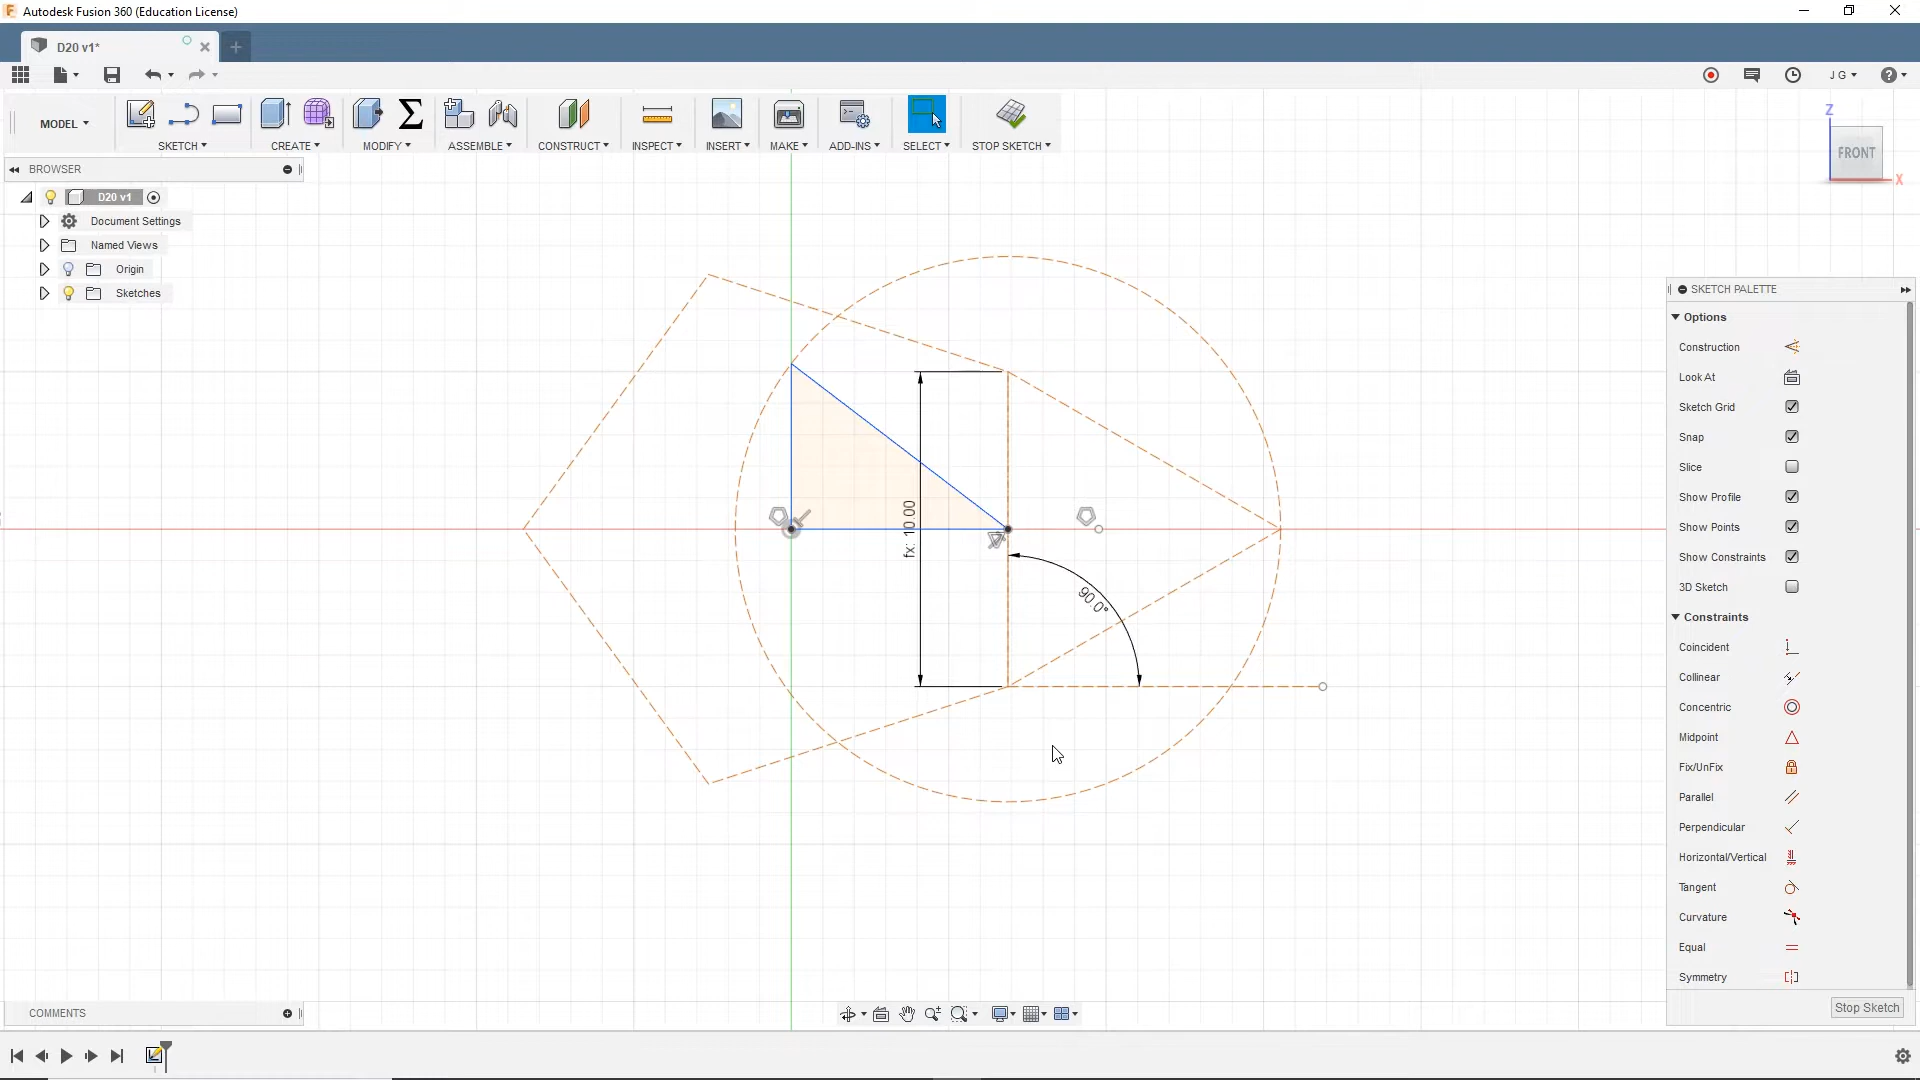 Autodesk Fusion 360 (Education License)
D20 v1*
J G
MODEL
SKETCH
CREATE
MODIFY
ASSEMBLE
CONSTRUCT
INSPECT
INSERT
MAKE
ADD-INS
SELECT
STOP SKETCH
Z
FRONT
X
BROWSER
D20 v1
Document Settings
Named Views
Origin
Sketches
fx: 10.00
90.0°
SKETCH PALETTE
Options
Construction
Look At
Sketch Grid
Snap
Slice
Show Profile
Show Points
Show Constraints
3D Sketch
Constraints
Coincident
Collinear
Concentric
Midpoint
Fix/UnFix
Parallel
Perpendicular
Horizontal/Vertical
Tangent
Curvature
Equal
Symmetry
Stop Sketch
COMMENTS